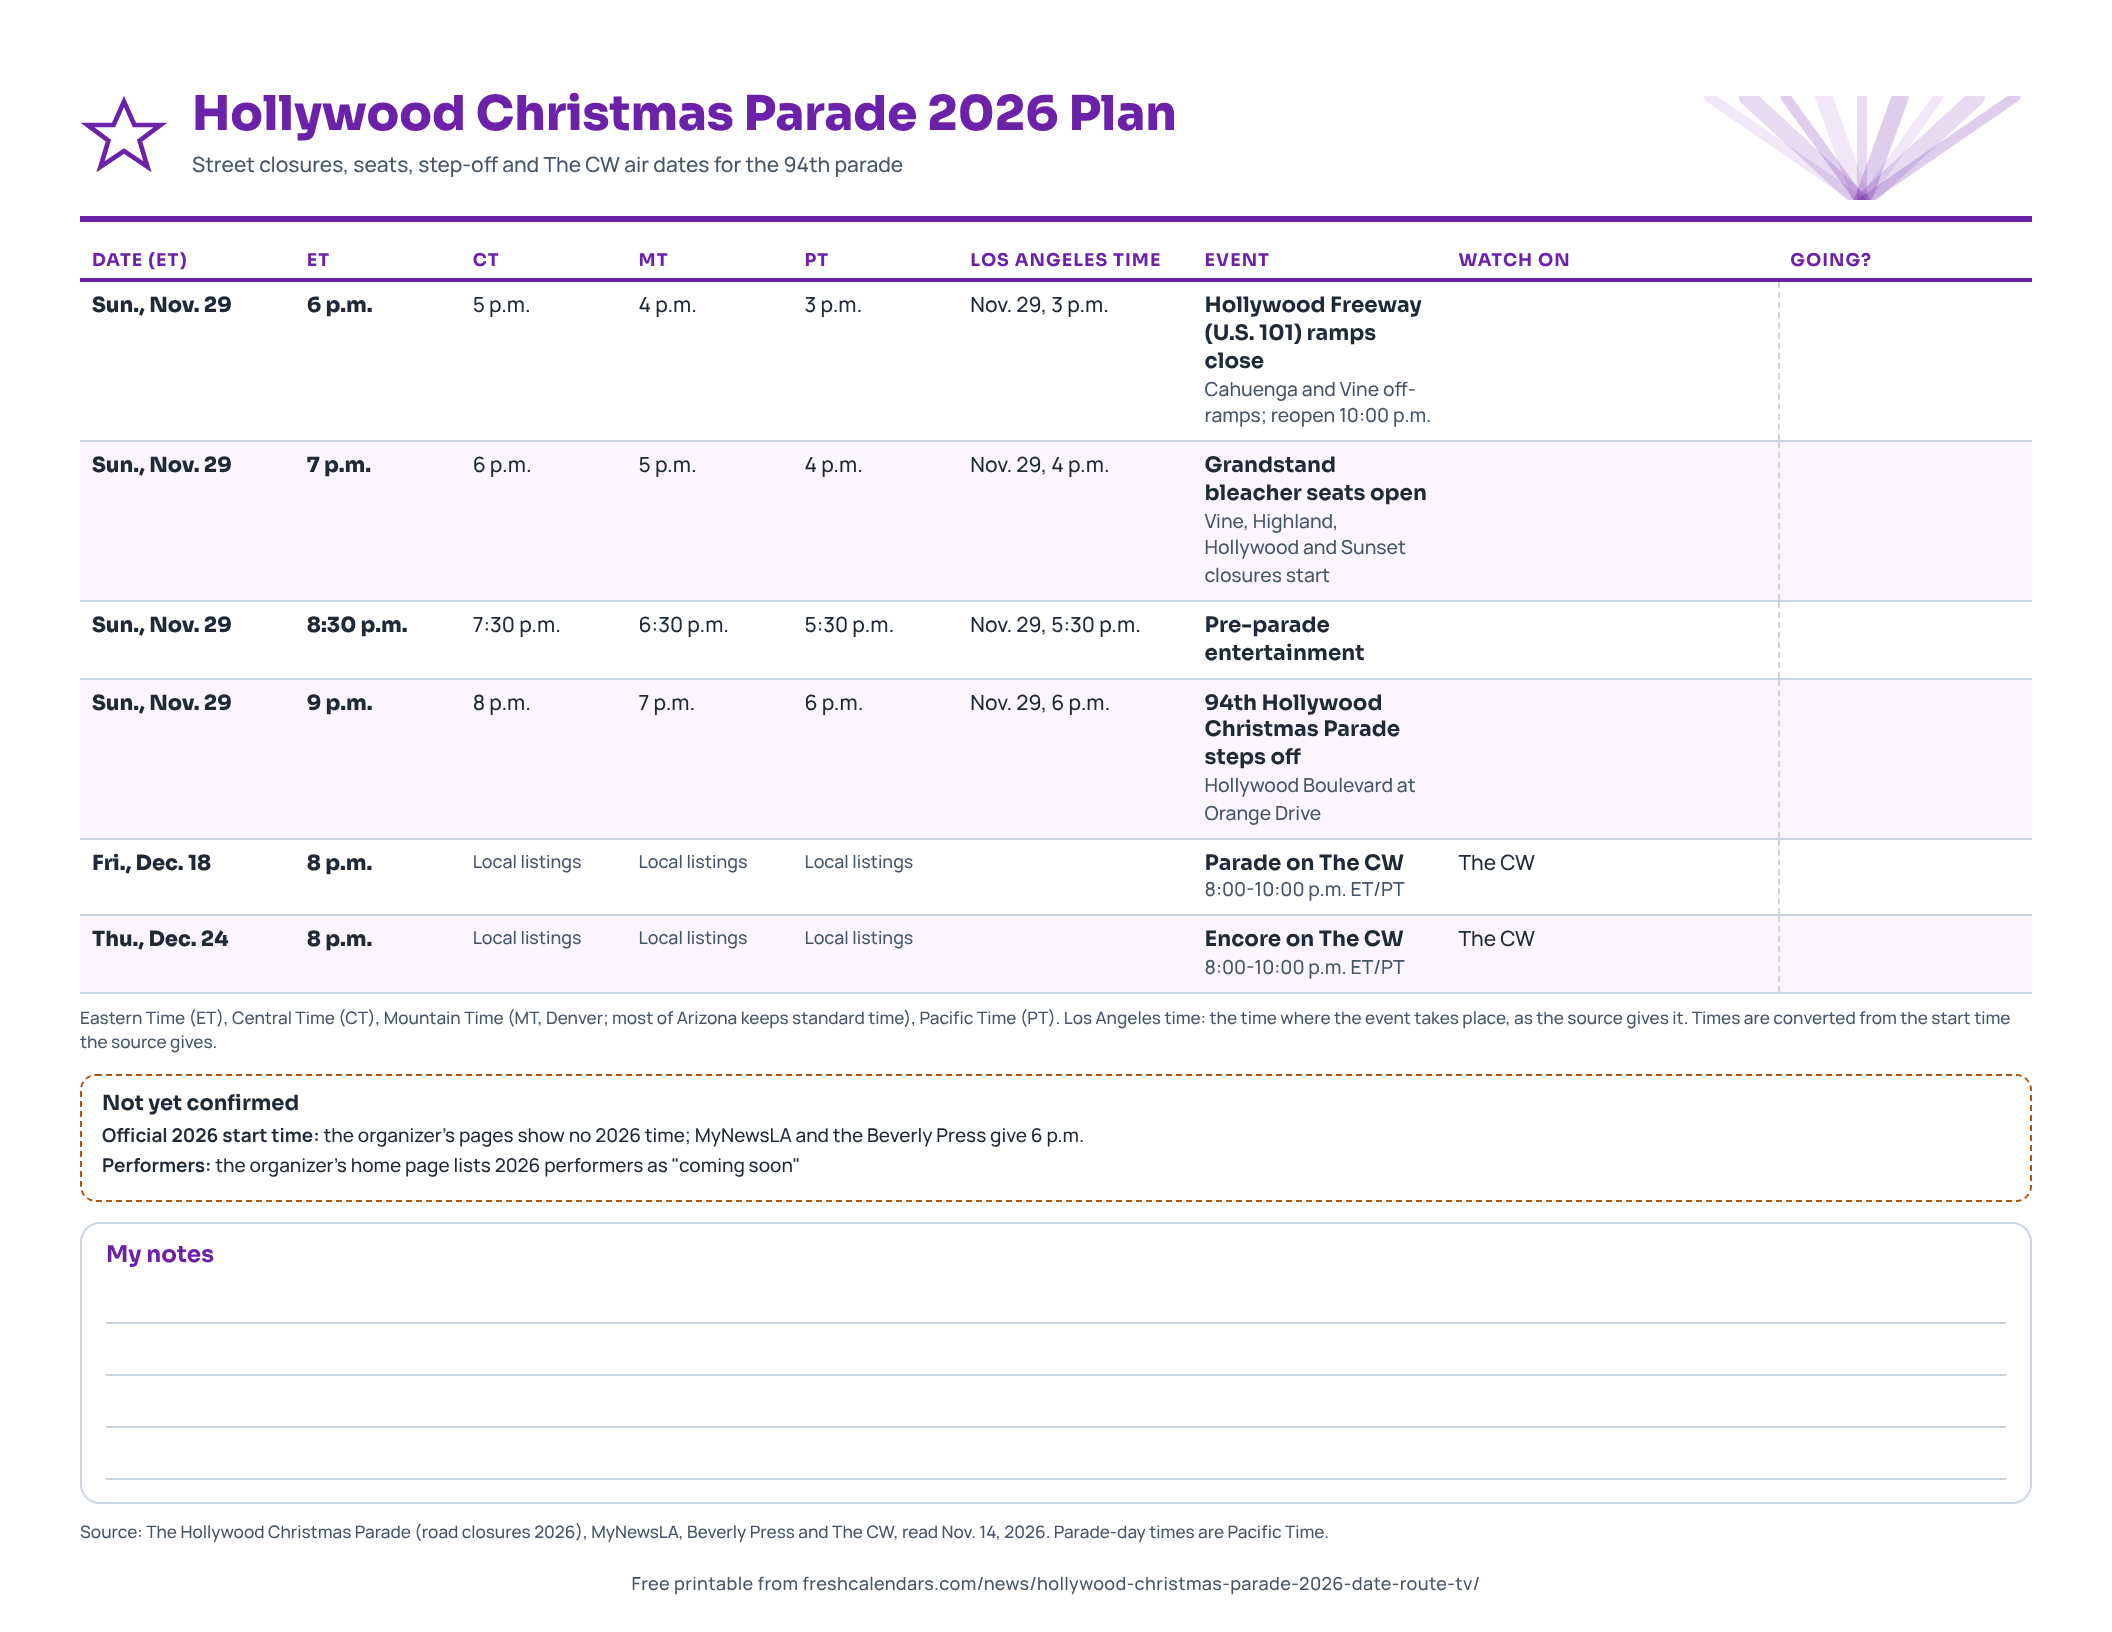 Hollywood Christmas Parade 2026 Plan
Street closures, seats, step-off and The CW air dates for the 94th parade
DATE (ET) ET CT MT PT LOS ANGELES TIME EVENT WATCH ON GOING?
Sun., Nov. 29 6 p.m. 5 p.m. 4 p.m. 3 p.m. Nov. 29, 3 p.m. Hollywood Freeway
(U.S. 101) ramps
close
Cahuenga and Vine off-
ramps; reopen 10:00 p.m.
Sun., Nov. 29 7 p.m. 6 p.m. 5 p.m. 4 p.m. Nov. 29, 4 p.m. Grandstand
bleacher seats open
Vine, Highland,
Hollywood and Sunset
closures start
Sun., Nov. 29 8:30 p.m. 7:30 p.m. 6:30 p.m. 5:30 p.m. Nov. 29, 5:30 p.m. Pre-parade
entertainment
Sun., Nov. 29 9 p.m. 8 p.m. 7 p.m. 6 p.m. Nov. 29, 6 p.m. 94th Hollywood
Christmas Parade
steps off
Hollywood Boulevard at
Orange Drive
Fri., Dec. 18 8 p.m. Local listings Local listings Local listings Parade on The CW The CW
8:00-10:00 p.m. ET/PT
Thu., Dec. 24 8 p.m. Local listings Local listings Local listings Encore on The CW The CW
8:00-10:00 p.m. ET/PT
Eastern Time (ET), Central Time (CT), Mountain Time (MT, Denver; most of Arizona keeps standard time), Pacific Time (PT). Los Angeles time: the time where the event takes place, as the source gives it. Times are converted from the start time
the source gives.
Not yet confirmed
Official 2026 start time: the organizer's pages show no 2026 time; MyNewsLA and the Beverly Press give 6 p.m.
Performers: the organizer's home page lists 2026 performers as "coming soon"
My notes
Source: The Hollywood Christmas Parade (road closures 2026), MyNewsLA, Beverly Press and The CW, read Nov. 14, 2026. Parade-day times are Pacific Time.
Free printable from freshcalendars.com/news/hollywood-christmas-parade-2026-date-route-tv/